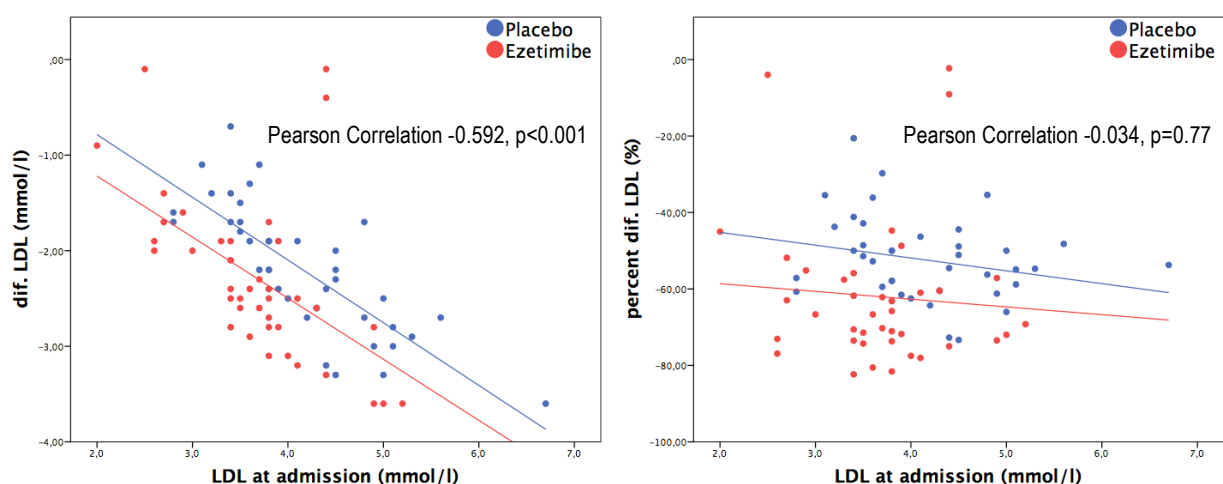 Placebo
Ezetimibe
Pearson Correlation -0.592, p<0.001
dif. LDL (mmol/l)
,00
-1,00
-2,00
-3,00
-4,00
2,0 3,0 4,0 5,0 6,0 7,0
LDL at admission (mmol/l)
Placebo
Ezetimibe
Pearson Correlation -0.034, p=0.77
percent dif. LDL (%)
,00
-20,00
-40,00
-60,00
-80,00
-100,00
2,0 3,0 4,0 5,0 6,0 7,0
LDL at admission (mmol/l)